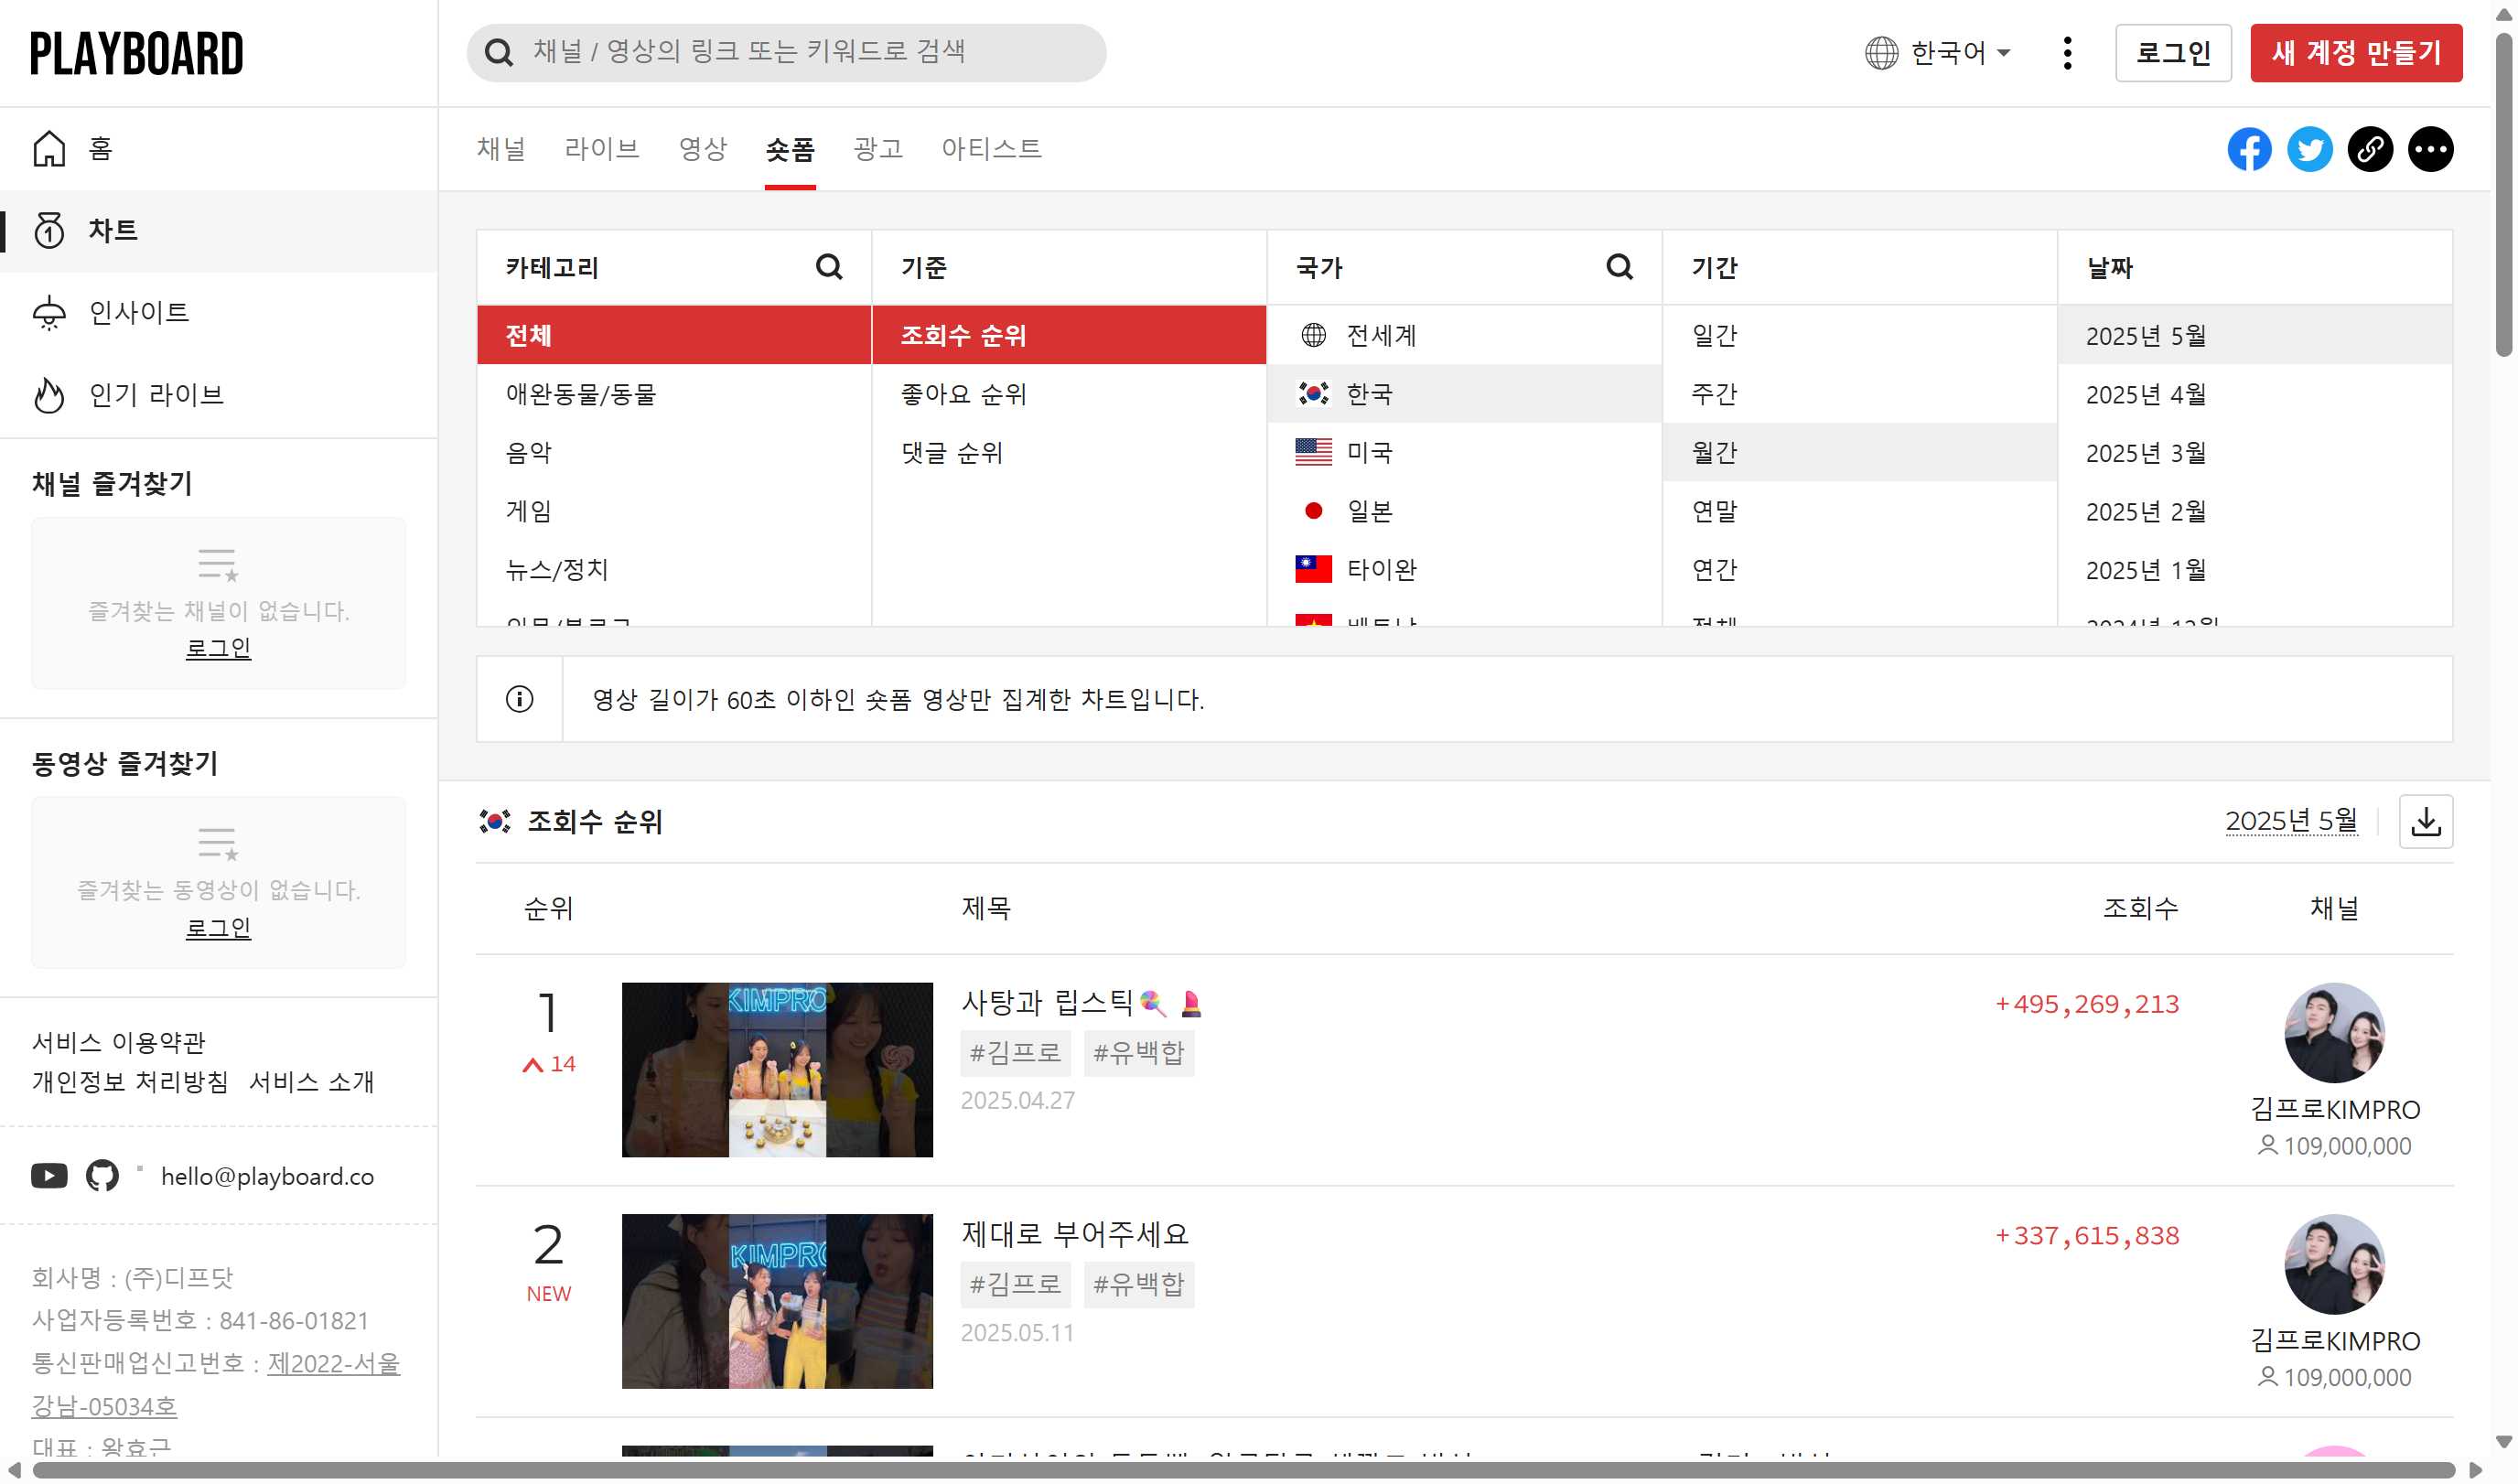 PLAYBOARD
채널 / 영상의 링크 또는 키워드로 검색
한국어
로그인
새 계정 만들기
홈
차트
인사이트
인기 라이브
채널 즐겨찾기
즐겨찾는 채널이 없습니다.
로그인
동영상 즐겨찾기
즐겨찾는 동영상이 없습니다.
로그인
서비스 이용약관
개인정보 처리방침 서비스 소개
hello@playboard.co
회사명 : (주)디프닷
사업자등록번호 : 841-86-01821
통신판매업신고번호 : 제2022-서울
강남-05034호
대표 : 왕효근
채널 라이브 영상 숏폼 광고 아티스트
카테고리
전체
애완동물/동물
음악
게임
뉴스/정치
기준
조회수 순위
좋아요 순위
댓글 순위
국가
전세계
한국
미국
일본
타이완
베트남
기간
일간
주간
월간
연말
연간
전체
날짜
2025년 5월
2025년 4월
2025년 3월
2025년 2월
2025년 1월
2024년 12월
영상 길이가 60초 이하인 숏폼 영상만 집계한 차트입니다.
조회수 순위
2025년 5월
순위 제목 조회수 채널
1
14
KIMPRO
사탕과 립스틱🍭💄
#김프로 #유백합
2025.04.27
+495,269,213
김프로KIMPRO
109,000,000
2
NEW
KIMPRO
제대로 부어주세요
#김프로 #유백합
2025.05.11
+337,615,838
김프로KIMPRO
109,000,000